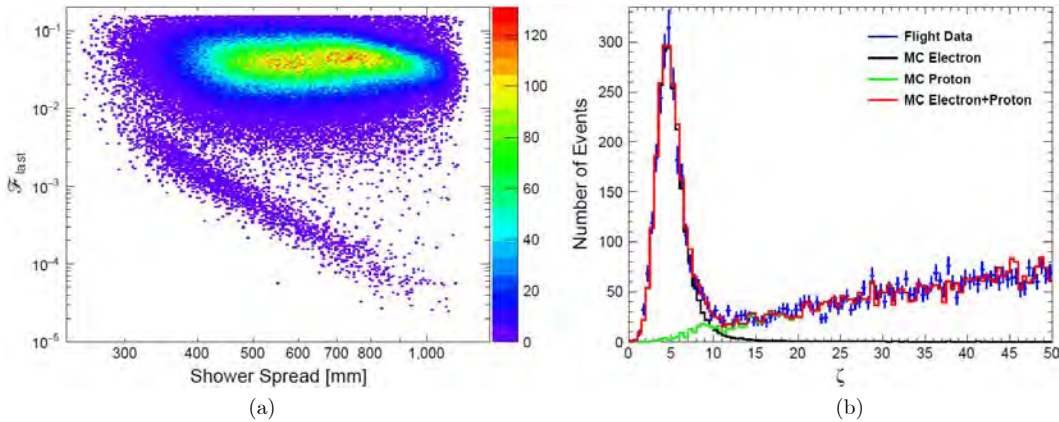 10⁻¹
10⁻²
10⁻³
10⁻⁴
10⁻⁵
ℱ last
300 400 500 600 700 800 1.000
Shower Spread [mm]
120
100
80
60
40
20
0
(a)
Number of Events
300
250
200
150
100
50
0
0 5 10 15 20 25 30 35 40 45 50
ζ
Flight Data
MC Electron
MC Proton
MC Electron+Proton
(b)